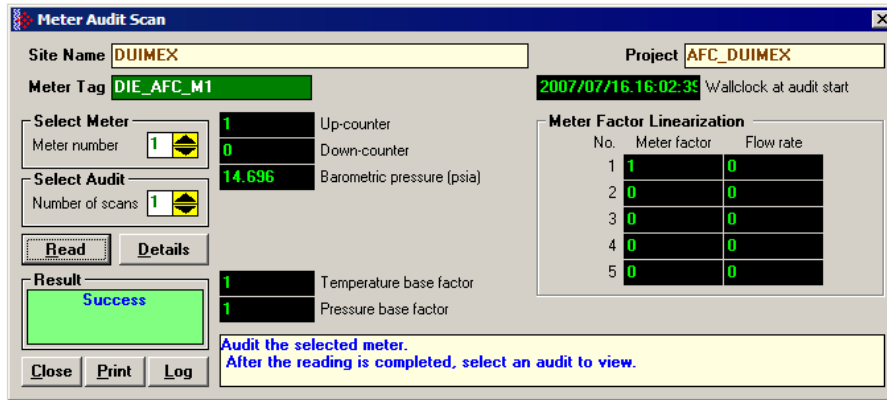 Meter Audit Scan
Site Name DUIMEX Project AFC_DUIMEX
Meter Tag DIE_AFC_M1 2007/07/16.16:02:39 Wallclock at audit start
Select Meter
Meter number 1
Select Audit
Number of scans 1
Read Details
Result
Success
Close Print Log
1 Up-counter
0 Down-counter
14.696 Barometric pressure (psia)
1 Temperature base factor
1 Pressure base factor
Meter Factor Linearization
No. Meter factor Flow rate
1 1 0
2 0 0
3 0 0
4 0 0
5 0 0
Audit the selected meter.
After the reading is completed, select an audit to view.